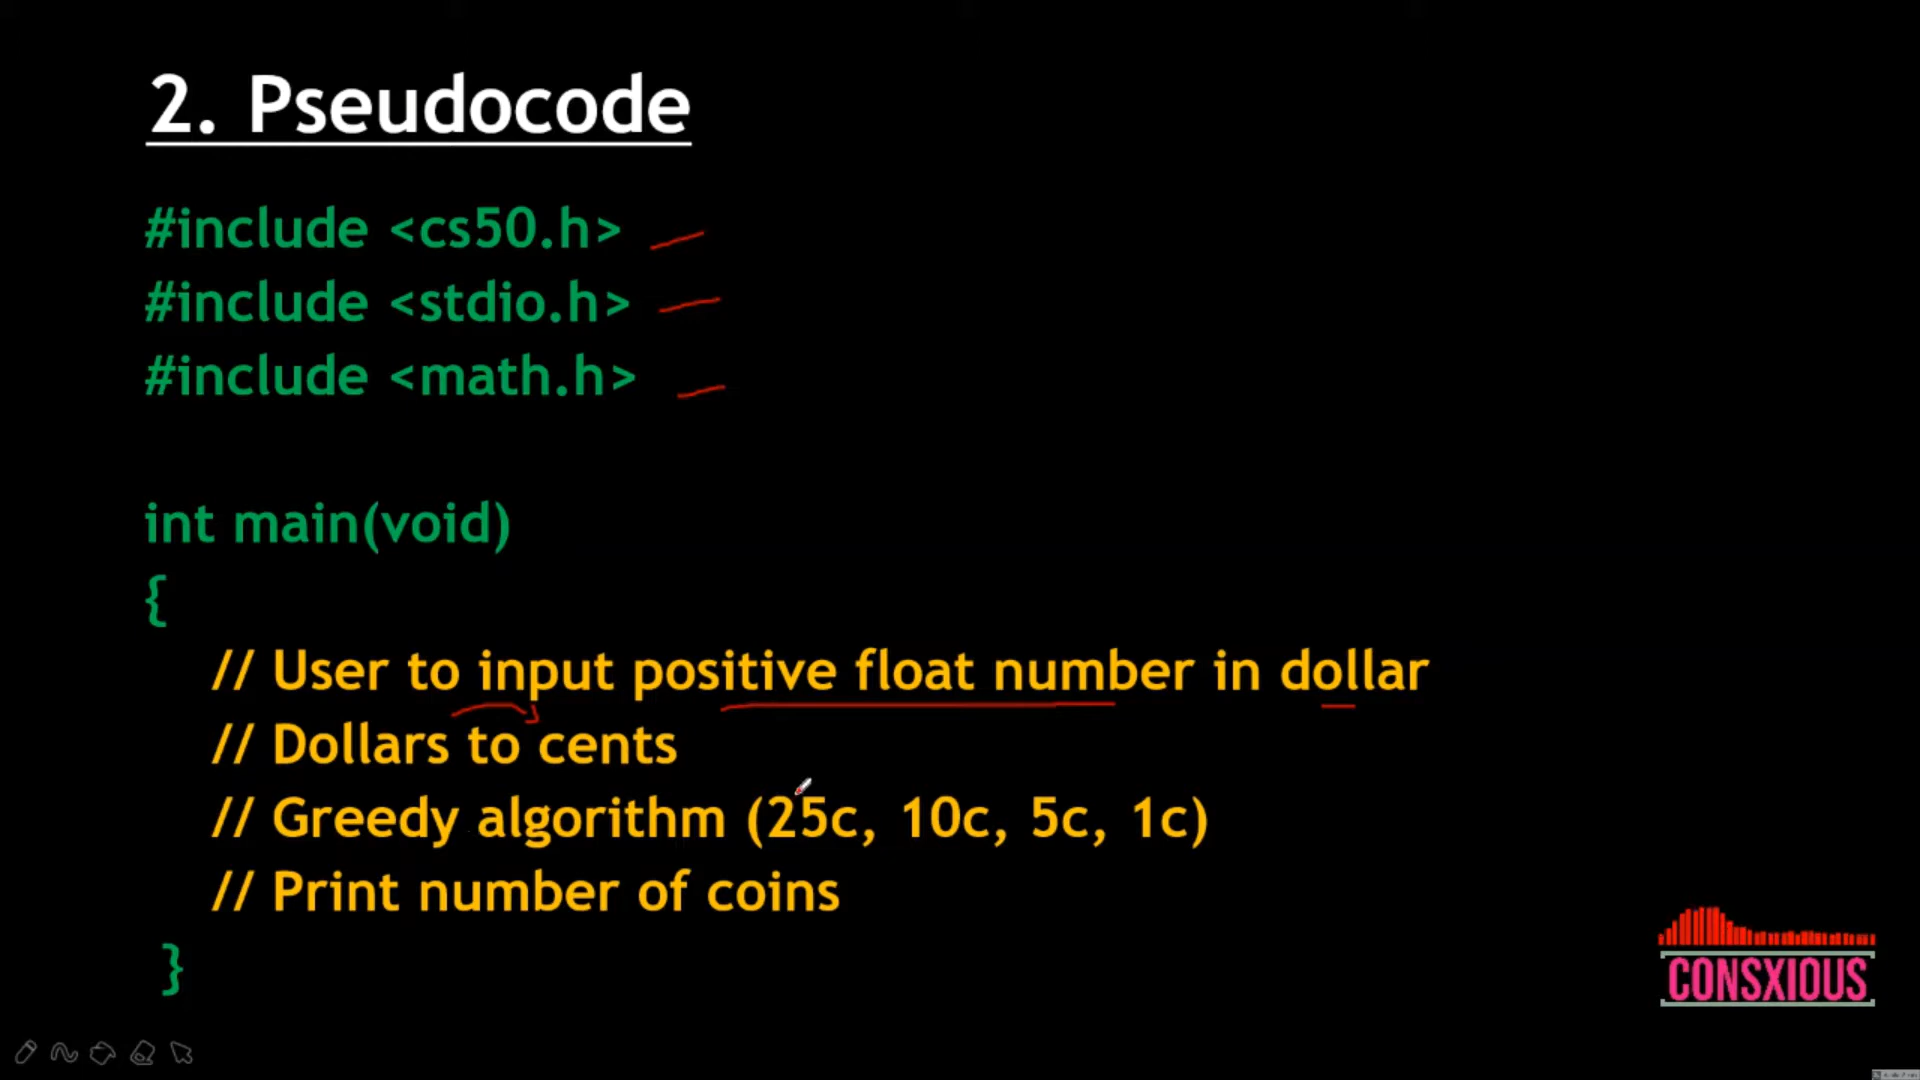 2. Pseudocode
#include <cs50.h>
#include <stdio.h>
#include <math.h>
int main(void)
{
// User to input positive float number in dollar
// Dollars to cents
// Greedy algorithm (25c, 10c, 5c, 1c)
// Print number of coins
}
CONSXIOUS